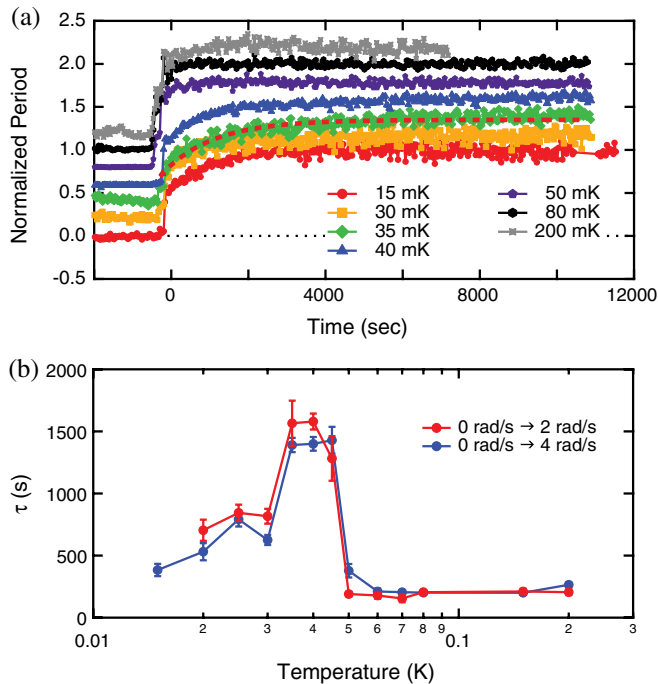 (a)
Normalized Period
2.0
1.5
1.0
0.5
0.0
-0.5
15 mK
30 mK
35 mK
40 mK
50 mK
80 mK
200 mK
0
4000
8000
12000
Time (sec)
(b)
τ (s)
2000
1500
1000
500
0
0 rad/s → 2 rad/s
0 rad/s → 4 rad/s
0.01 2 3 4 5 6 7 8 9 0.1 2 3
Temperature (K)